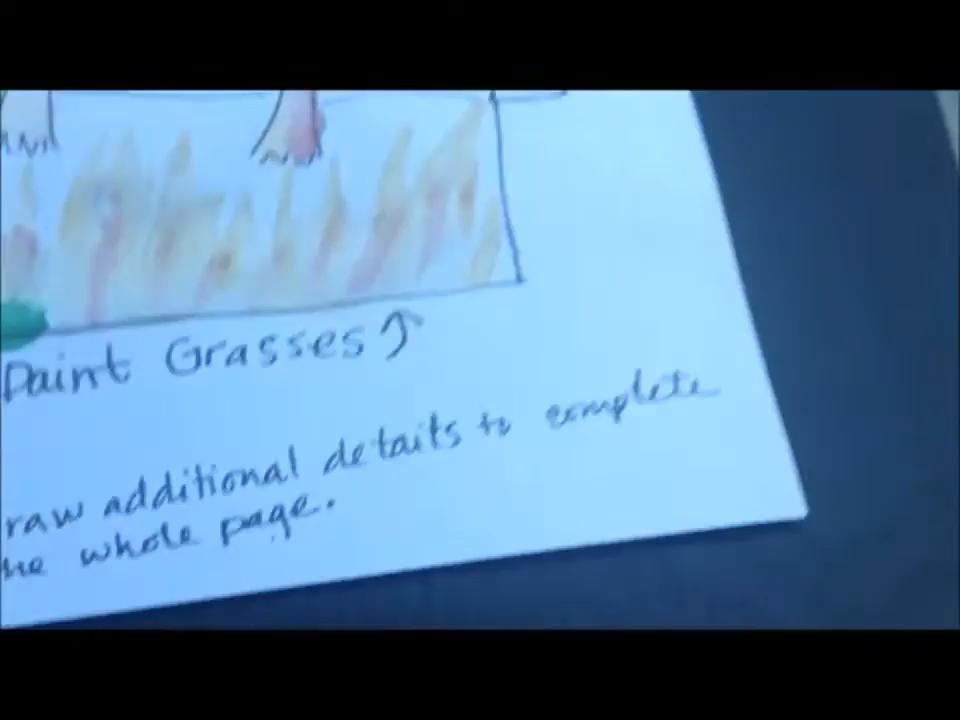 Paint Grasses
raw additional details to complete
he whole page.